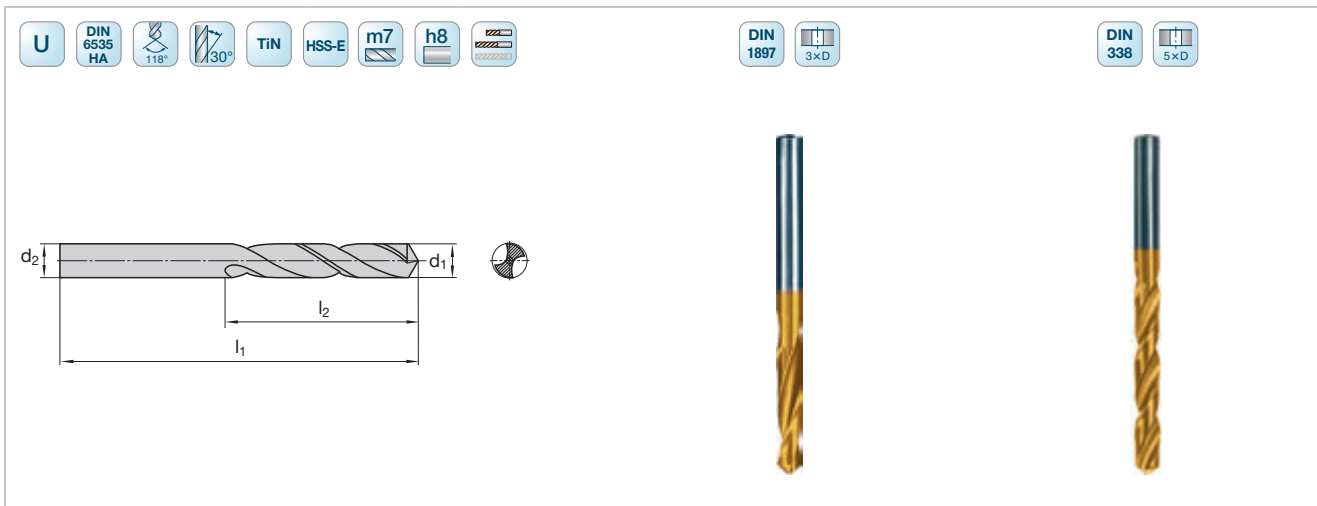 U
DIN
6535
HA
118°
30°
TiN
HSS-E
m7
h8
DIN
1897
3×D
DIN
338
5×D
d2
d1
l2
l1